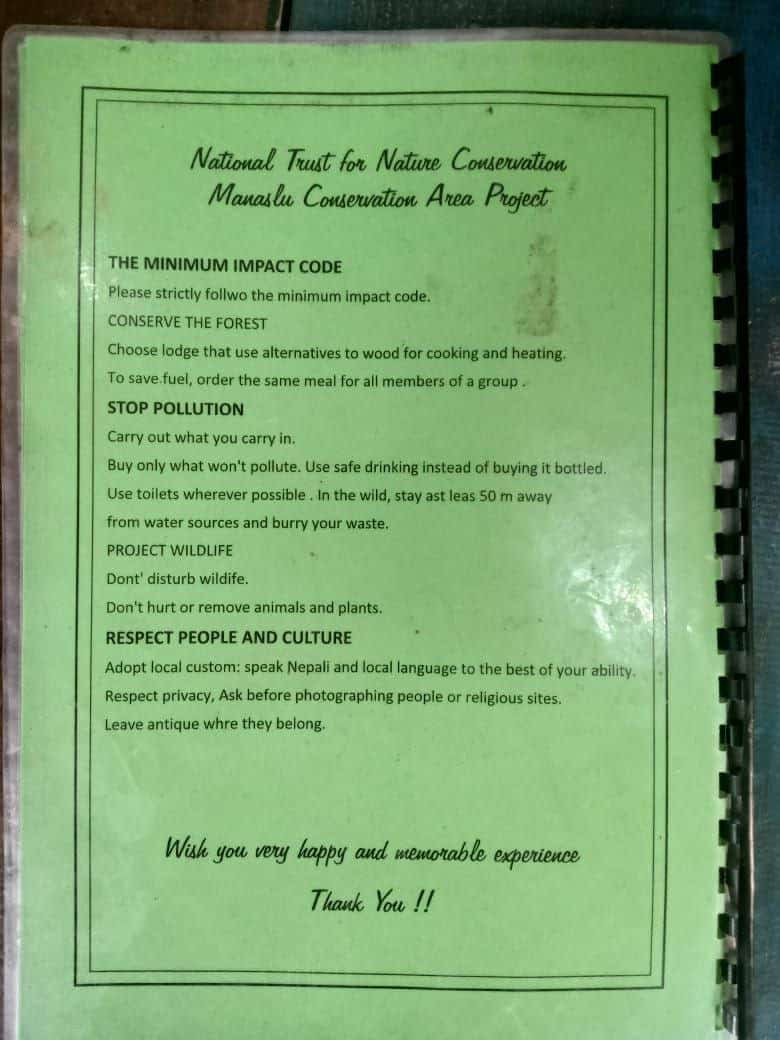 National Trust for Nature Conservation
Manaslu Conservation Area Project
THE MINIMUM IMPACT CODE
Please strictly follwo the minimum impact code.
CONSERVE THE FOREST
Choose lodge that use alternatives to wood for cooking and heating.
To save fuel, order the same meal for all members of a group .
STOP POLLUTION
Carry out what you carry in.
Buy only what won't pollute. Use safe drinking instead of buying it bottled.
Use toilets wherever possible . In the wild, stay ast leas 50 m away
from water sources and burry your waste.
PROJECT WILDLIFE
Dont' disturb wildife.
Don't hurt or remove animals and plants.
RESPECT PEOPLE AND CULTURE
Adopt local custom: speak Nepali and local language to the best of your ability.
Respect privacy, Ask before photographing people or religious sites.
Leave antique whre they belong.
Wish you very happy and memorable experience
Thank You !!